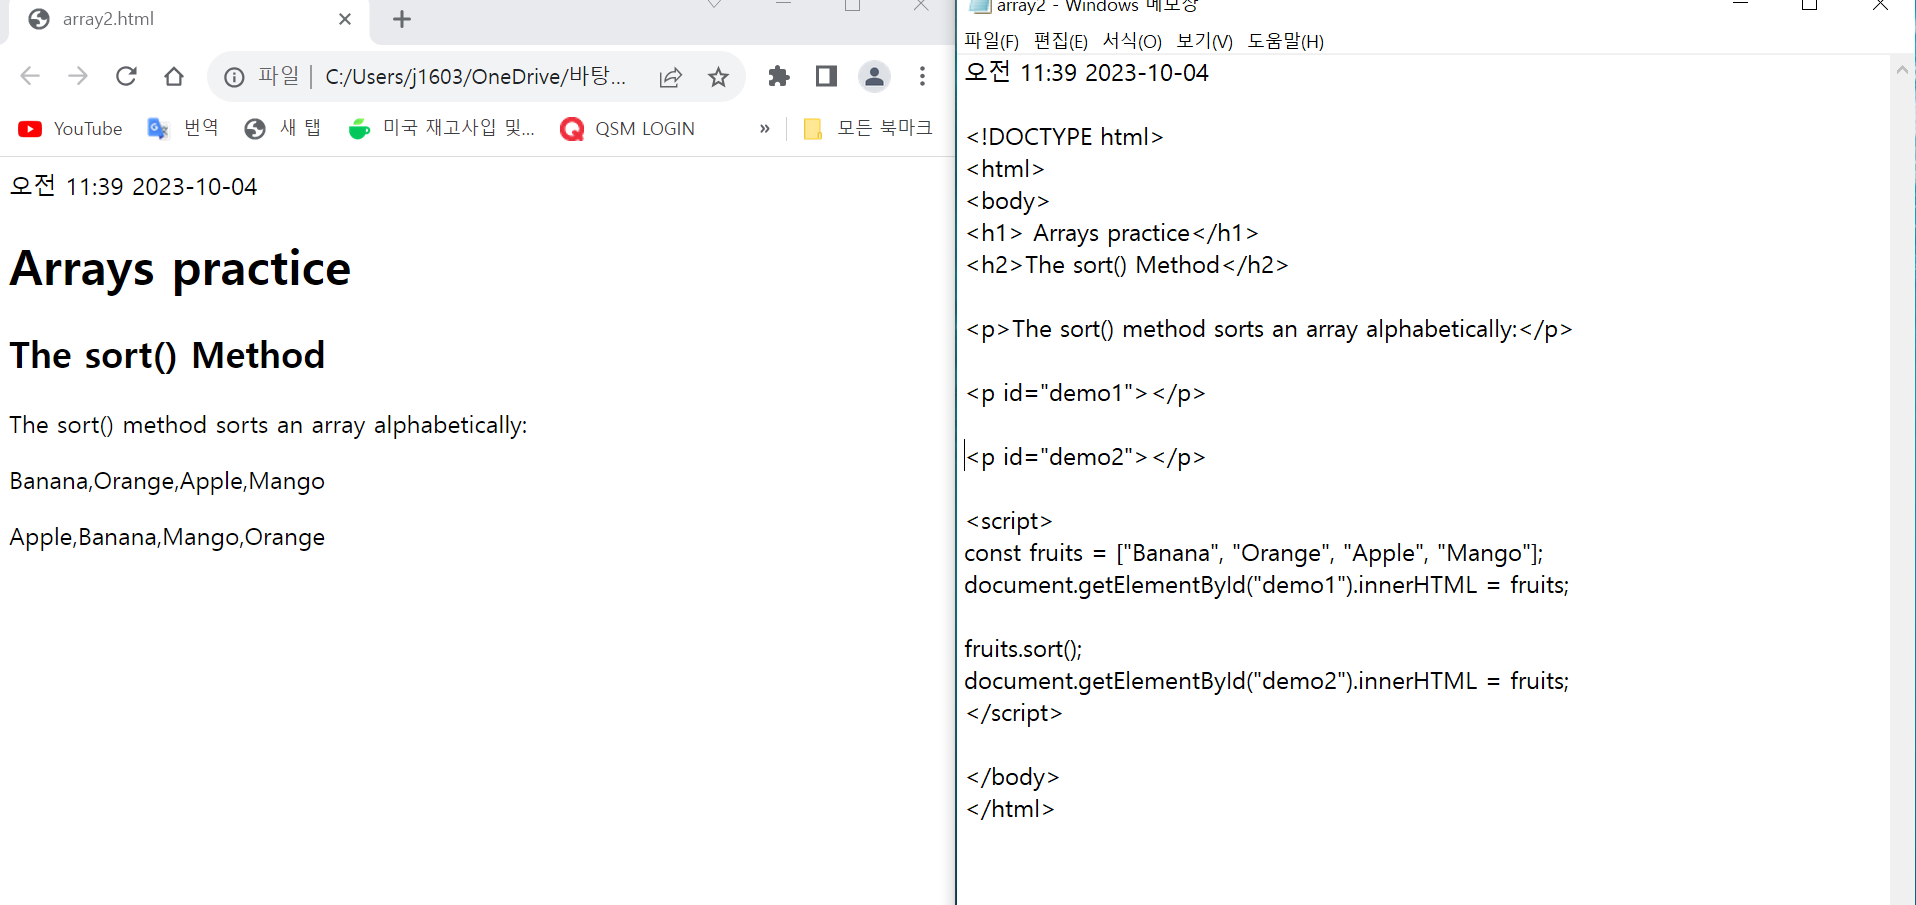 array2.html
파일 C:/Users/j1603/OneDrive/바탕...
YouTube 번역 새 탭 미국 재고사입 및... QSM LOGIN » 모든 북마크
오전 11:39 2023-10-04
Arrays practice
The sort() Method
The sort() method sorts an array alphabetically:
Banana,Orange,Apple,Mango
Apple,Banana,Mango,Orange
array2 - Windows 메모장
파일(F) 편집(E) 서식(O) 보기(V) 도움말(H)
오전 11:39 2023-10-04
<!DOCTYPE html>
<html>
<body>
<h1> Arrays practice</h1>
<h2>The sort() Method</h2>
<p>The sort() method sorts an array alphabetically:</p>
<p id="demo1"></p>
<p id="demo2"></p>
<script>
const fruits = ["Banana", "Orange", "Apple", "Mango"];
document.getElementById("demo1").innerHTML = fruits;
fruits.sort();
document.getElementById("demo2").innerHTML = fruits;
</script>
</body>
</html>